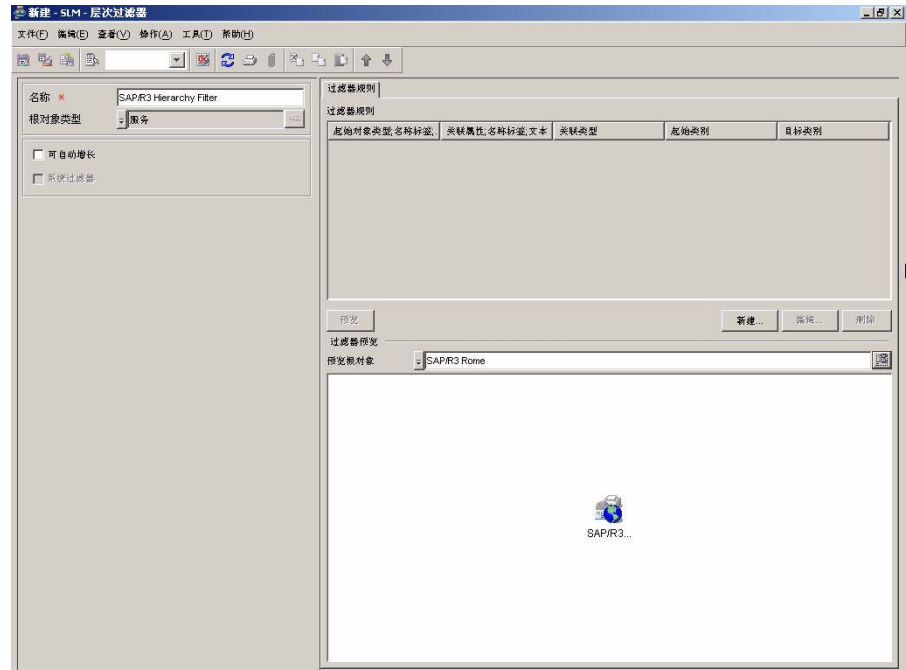 新建 - SLM - 层次过滤器
文件(F) 编辑(E) 查看(V) 操作(A) 工具(T) 帮助(H)
名称 *
SAP/R3 Hierarchy Filter
根对象类型
服务
可自动增长
系统过滤器
过滤器规则
过滤器规则
起始对象类型;名称标签;.
关联属性;名称标签;文本
关联类型
起始类别
目标类别
预览
新建...
编辑...
删除
过滤器预览
预览根对象
SAP/R3 Rome
SAP/R3...